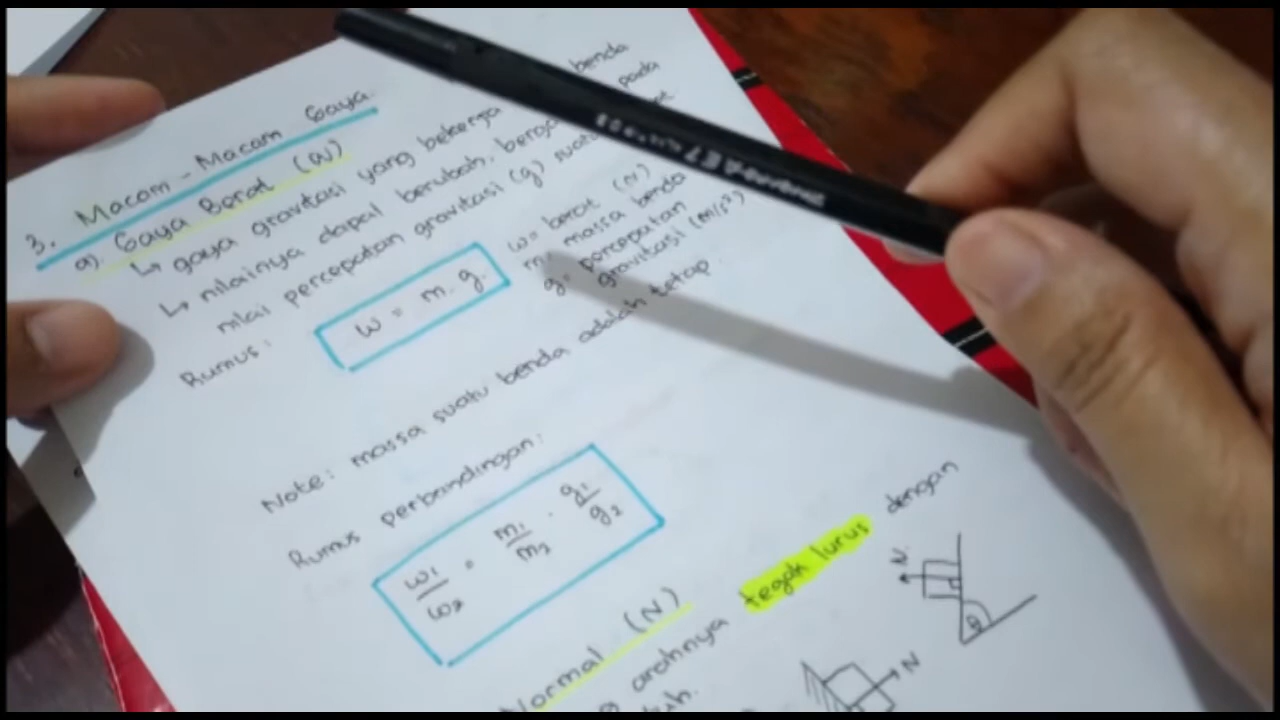 3. Macam-Macam Gaya
a). Gaya Berat (w)
↳ gaya gravitasi yang bekerja benda
↳ nilainya dapat berubah, pada
nilai percepatan gravitasi (g)
Rumus:
w = m. g.
w= berat (N)
massa benda
g= percepatan
gravitasi (m/s²)
Note: massa suatu benda adalah tetap.
Rumus perbandingan:
w1/w2 = m1/m2 . g1/g2
Normal (N)
arahnya tegak lurus dengan
N
θ
N